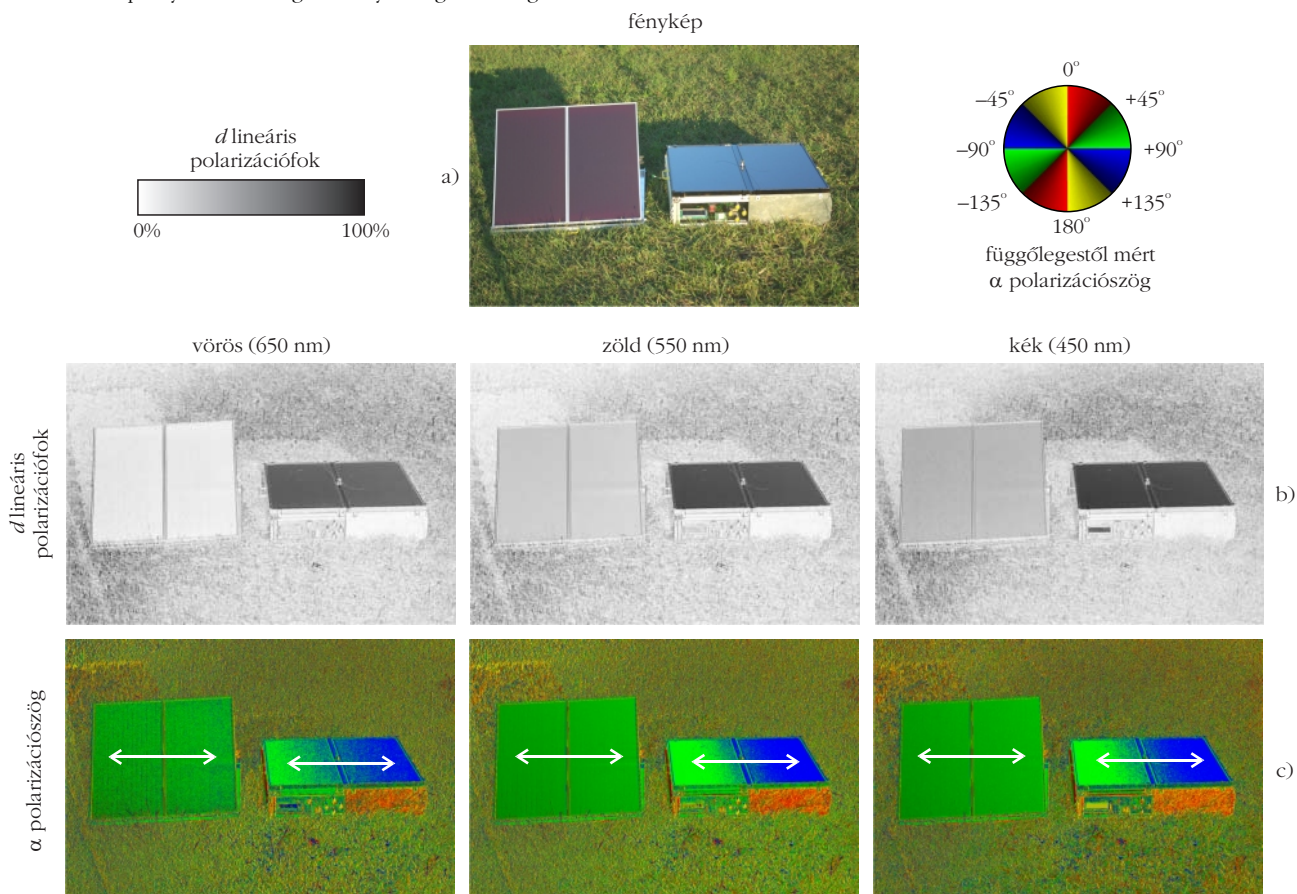 fénykép
d lineáris
polarizációfok
0% 100%
a)
0°
–45° +45°
–90° +90°
–135° +135°
180°
függőlegestől mért
α polarizációszög
vörös (650 nm) zöld (550 nm) kék (450 nm)
d lineáris
polarizációfok
b)
α polarizációszög
c)